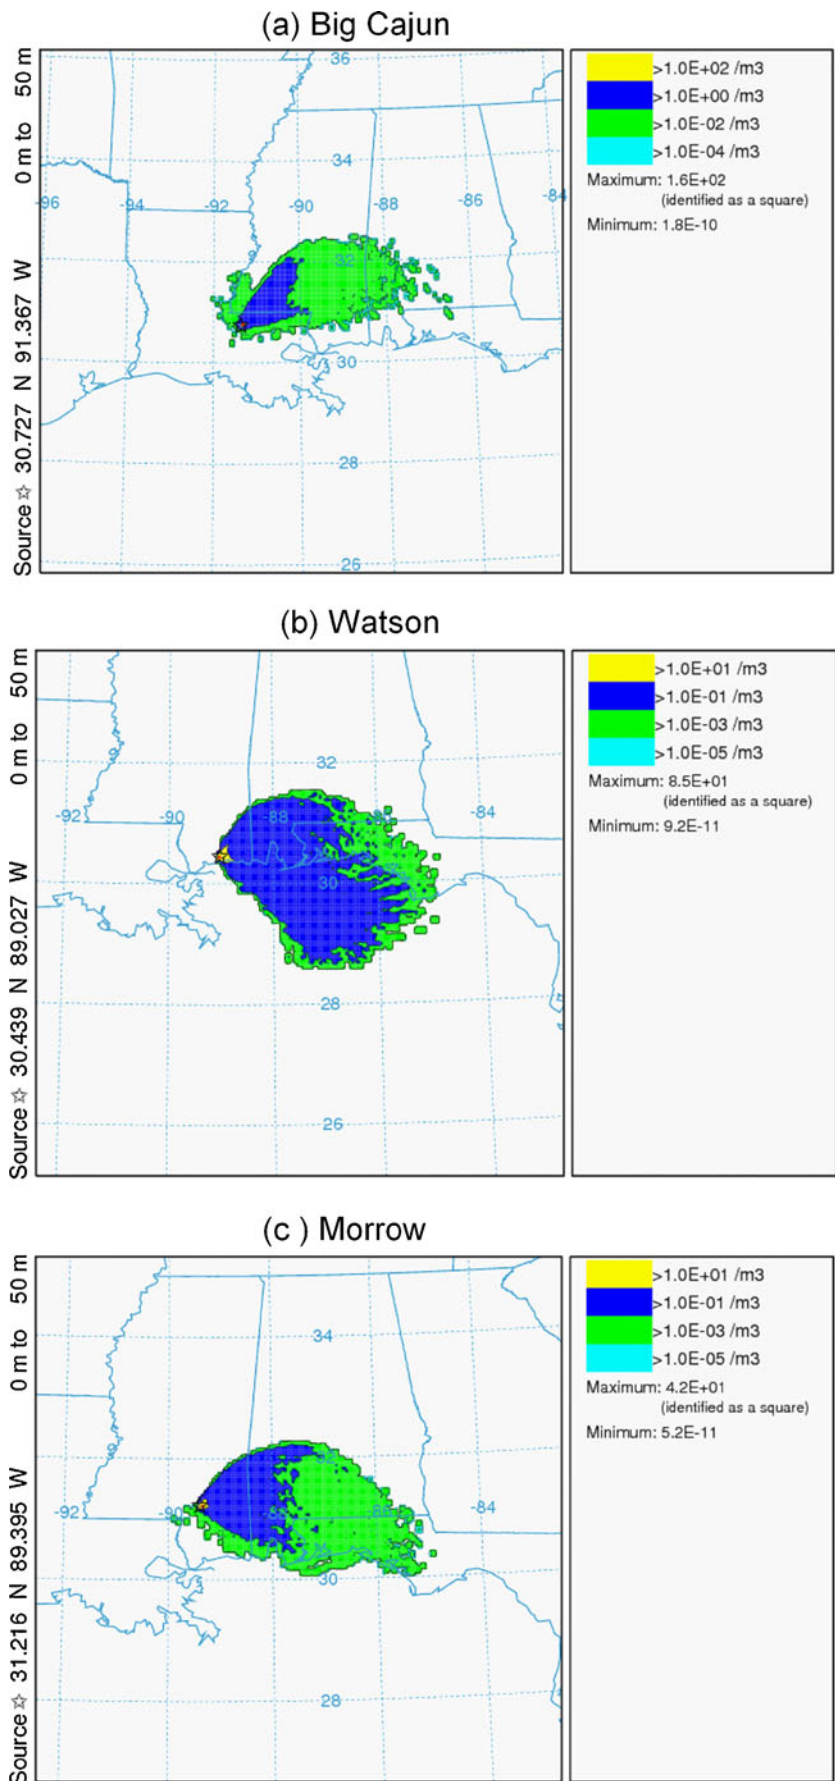 (a) Big Cajun
Source ☆ 30.727 N 91.367 W 0 m to 50 m
36
34
-96
-94
-92
-90
-86
-84
32
30
28
26
>1.0E+02 /m3
>1.0E+00 /m3
>1.0E-02 /m3
>1.0E-04 /m3
Maximum: 1.6E+02
(identified as a square)
Minimum: 1.8E-10
(b) Watson
Source ☆ 30.439 N 89.027 W 0 m to 50 m
32
-92
-90
-88
-84
30
28
26
>1.0E+01 /m3
>1.0E-01 /m3
>1.0E-03 /m3
>1.0E-05 /m3
Maximum: 8.5E+01
(identified as a square)
Minimum: 9.2E-11
(c ) Morrow
Source ☆ 31.216 N 89.395 W 0 m to 50 m
34
32
-92
-90
-84
30
28
>1.0E+01 /m3
>1.0E-01 /m3
>1.0E-03 /m3
>1.0E-05 /m3
Maximum: 4.2E+01
(identified as a square)
Minimum: 5.2E-11